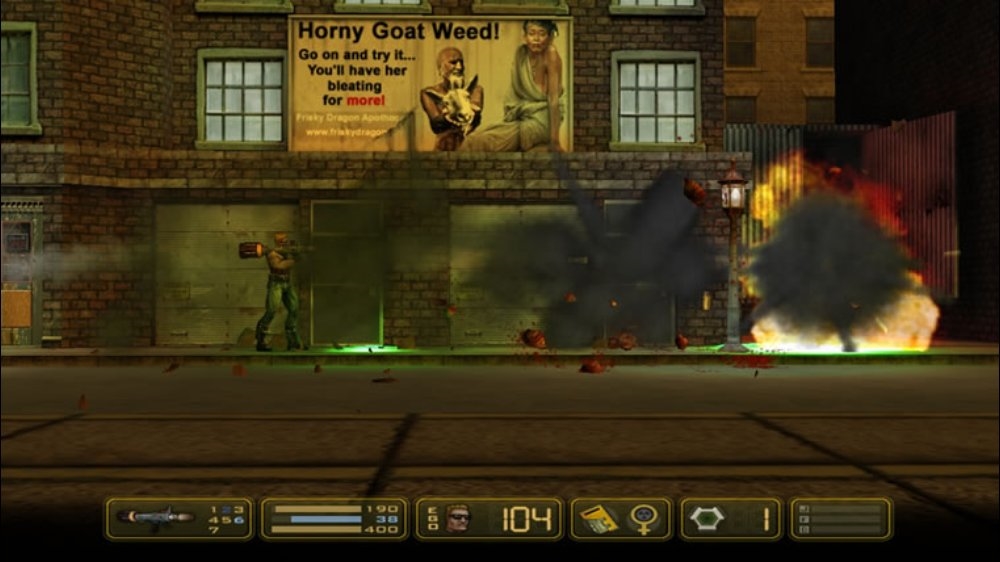 Horny Goat Weed!
Go on and try it...
You'll have her
bleating
for more!
Frisky Dragon Apothoc
www.friskydragon
1 2 3
4 5 6
7
190
38
400
EGO
104
1